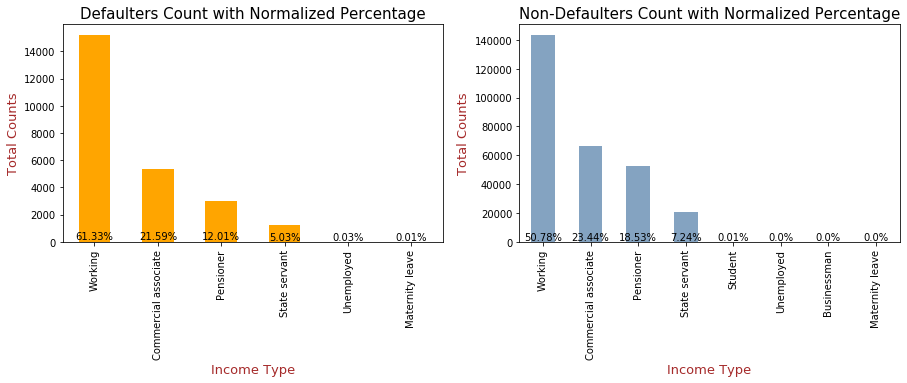 Defaulters Count with Normalized Percentage
Total Counts
14000
12000
10000
8000
6000
4000
2000
0
61.33%
21.59%
12.01%
5.03%
0.03%
0.01%
Working
Commercial associate
Pensioner
State servant
Unemployed
Maternity leave
Income Type
Non-Defaulters Count with Normalized Percentage
Total Counts
140000
120000
100000
80000
60000
40000
20000
0
50.78%
23.44%
18.53%
7.24%
0.01%
0.0%
0.0%
0.0%
Working
Commercial associate
Pensioner
State servant
Student
Unemployed
Businessman
Maternity leave
Income Type